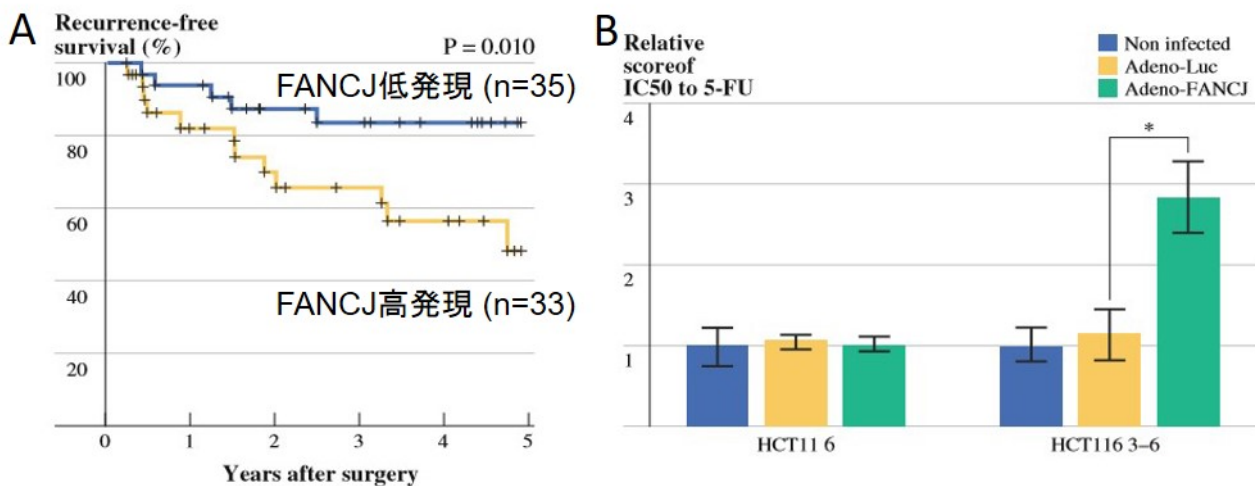 A
Recurrence-free
survival (%)
P = 0.010
100
80
60
40
20
FANCJ低発現 (n=35)
FANCJ高発現 (n=33)
0 1 2 3 4 5
Years after surgery
B
Relative
scoreof
IC50 to 5-FU
Non infected
Adeno-Luc
Adeno-FANCJ
4
3
2
1
*
HCT11 6
HCT116 3–6